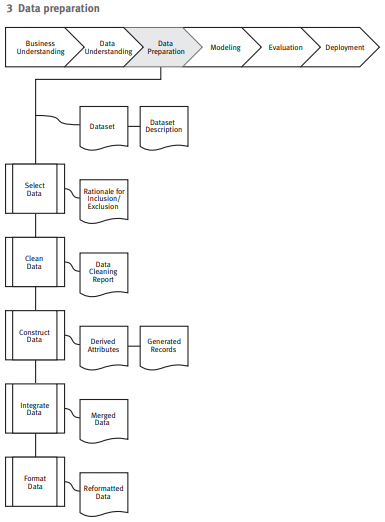 3 Data preparation
Business
Understanding
Data
Understanding
Data
Preparation
Modeling
Evaluation
Deployment
Dataset
Dataset
Description
Select
Data
Rationale for
Inclusion/
Exclusion
Clean
Data
Data
Cleaning
Report
Construct
Data
Derived
Attributes
Generated
Records
Integrate
Data
Merged
Data
Format
Data
Reformatted
Data